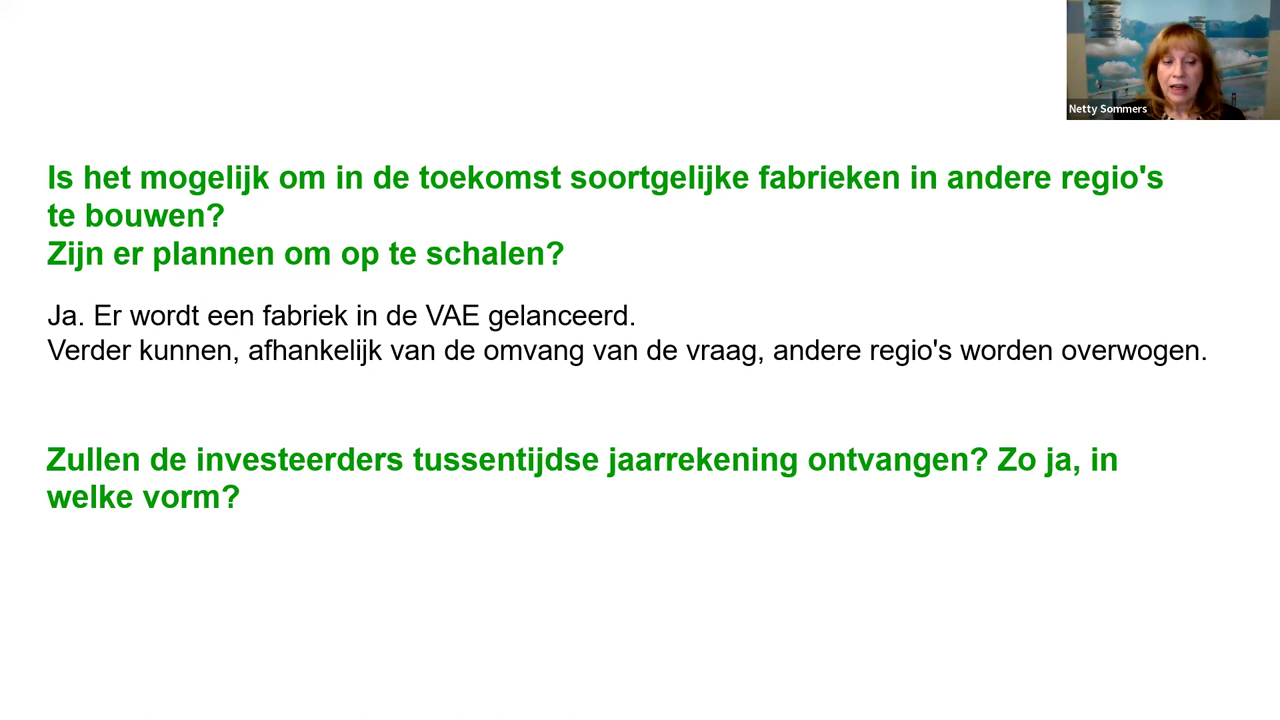 Netty Sommers
Is het mogelijk om in de toekomst soortgelijke fabrieken in andere regio's
te bouwen?
Zijn er plannen om op te schalen?
Ja. Er wordt een fabriek in de VAE gelanceerd.
Verder kunnen, afhankelijk van de omvang van de vraag, andere regio's worden overwogen.
Zullen de investeerders tussentijdse jaarrekening ontvangen? Zo ja, in
welke vorm?